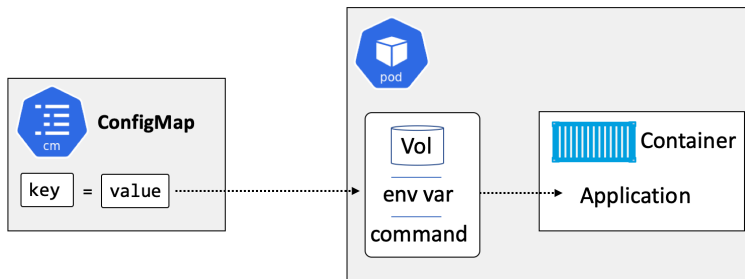 cm
ConfigMap
key = value
pod
Vol
env var
command
Container
Application